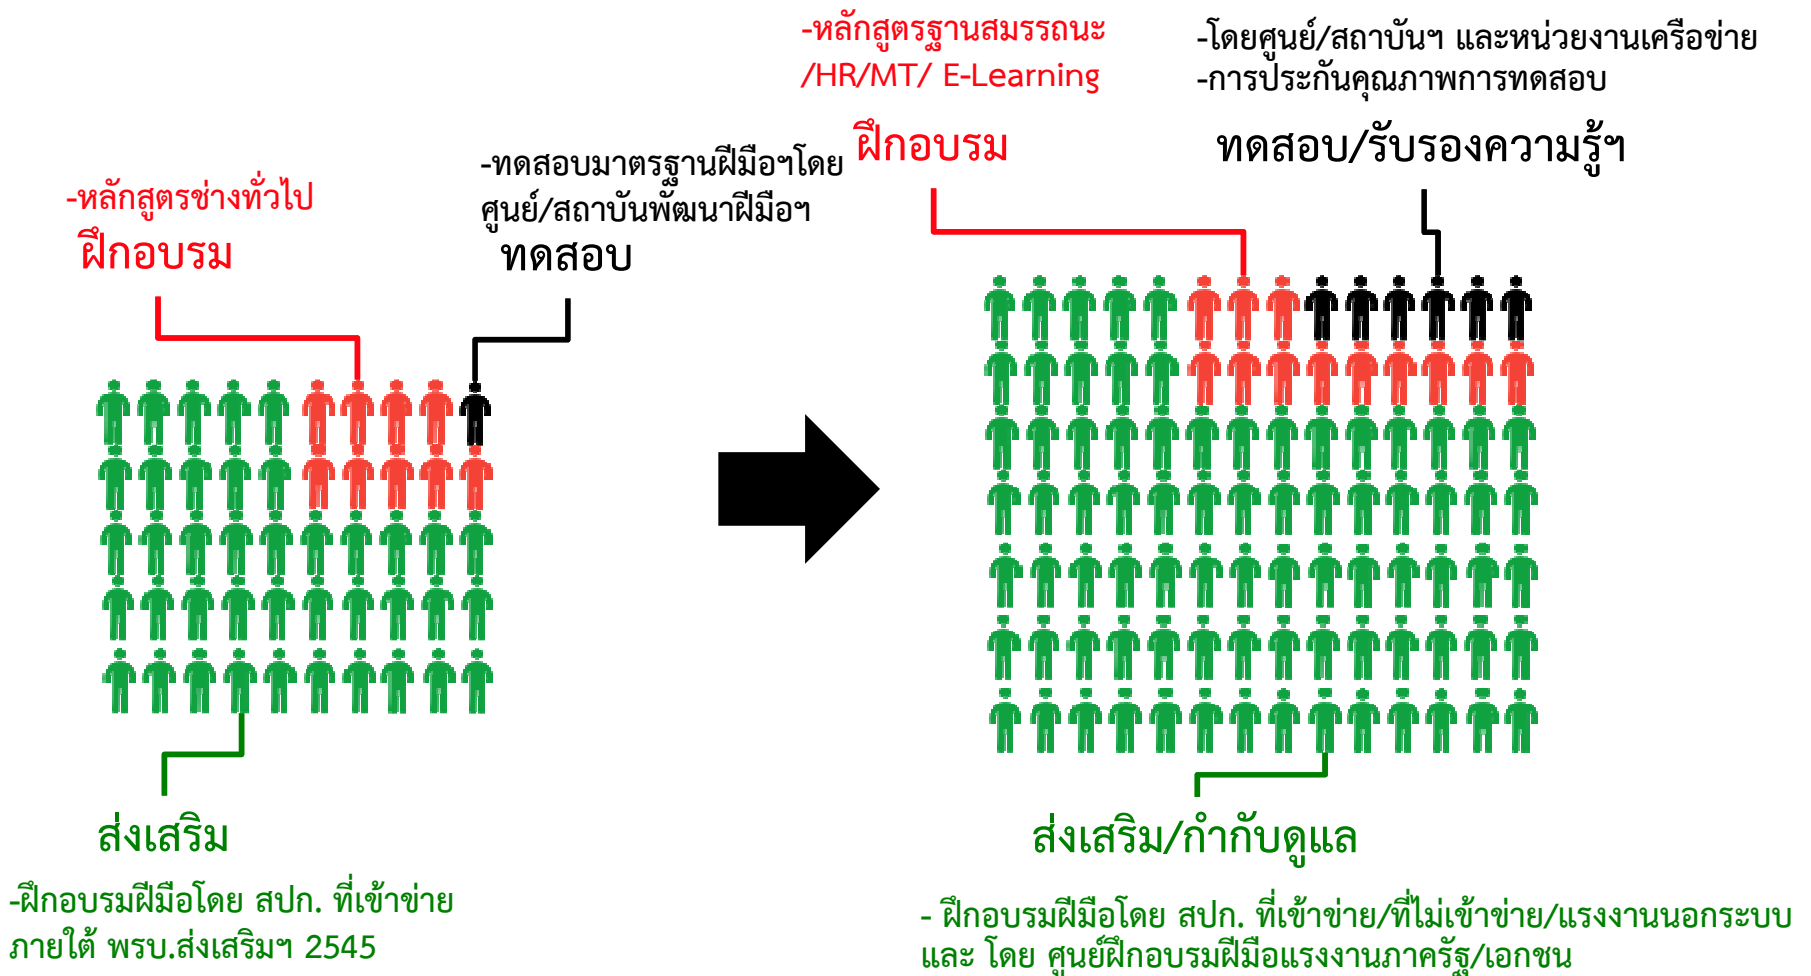 -หลักสูตรช่างทั่วไป
ฝึกอบรม
-ทดสอบมาตรฐานฝีมือฯโดย
ศูนย์/สถาบันพัฒนาฝีมือฯ
ทดสอบ
ส่งเสริม
-ฝึกอบรมฝีมือโดย สปก. ที่เข้าข่าย
ภายใต้ พรบ.ส่งเสริมฯ 2545
-หลักสูตรฐานสมรรถนะ
/HR/MT/ E-Learning
ฝึกอบรม
-โดยศูนย์/สถาบันฯ และหน่วยงานเครือข่าย
-การประกันคุณภาพการทดสอบ
ทดสอบ/รับรองความรู้ฯ
ส่งเสริม/กำกับดูแล
- ฝึกอบรมฝีมือโดย สปก. ที่เข้าข่าย/ที่ไม่เข้าข่าย/แรงงานนอกระบบ
และ โดย ศูนย์ฝึกอบรมฝีมือแรงงานภาครัฐ/เอกชน